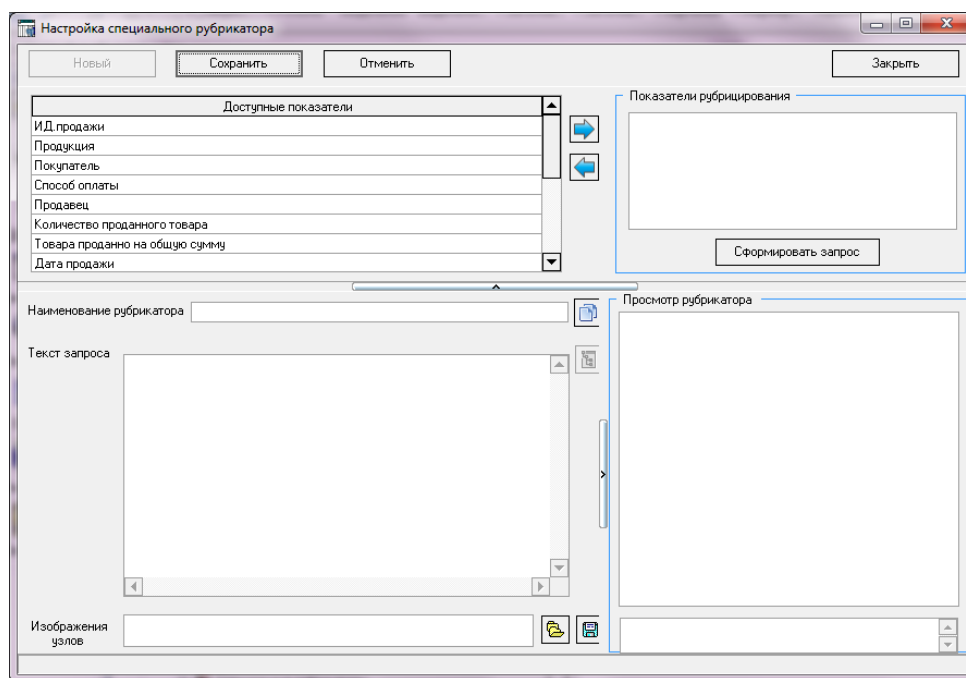 Настройка специального рубрикатора
Новый
Сохранить
Отменить
Закрыть
Доступные показатели
ИД.продажи
Продукция
Покупатель
Способ оплаты
Продавец
Количество проданного товара
Товара проданно на общую сумму
Дата продажи
Показатели рубрицирования
Сформировать запрос
Наименование рубрикатора
Текст запроса
Изображения
узлов
Просмотр рубрикатора